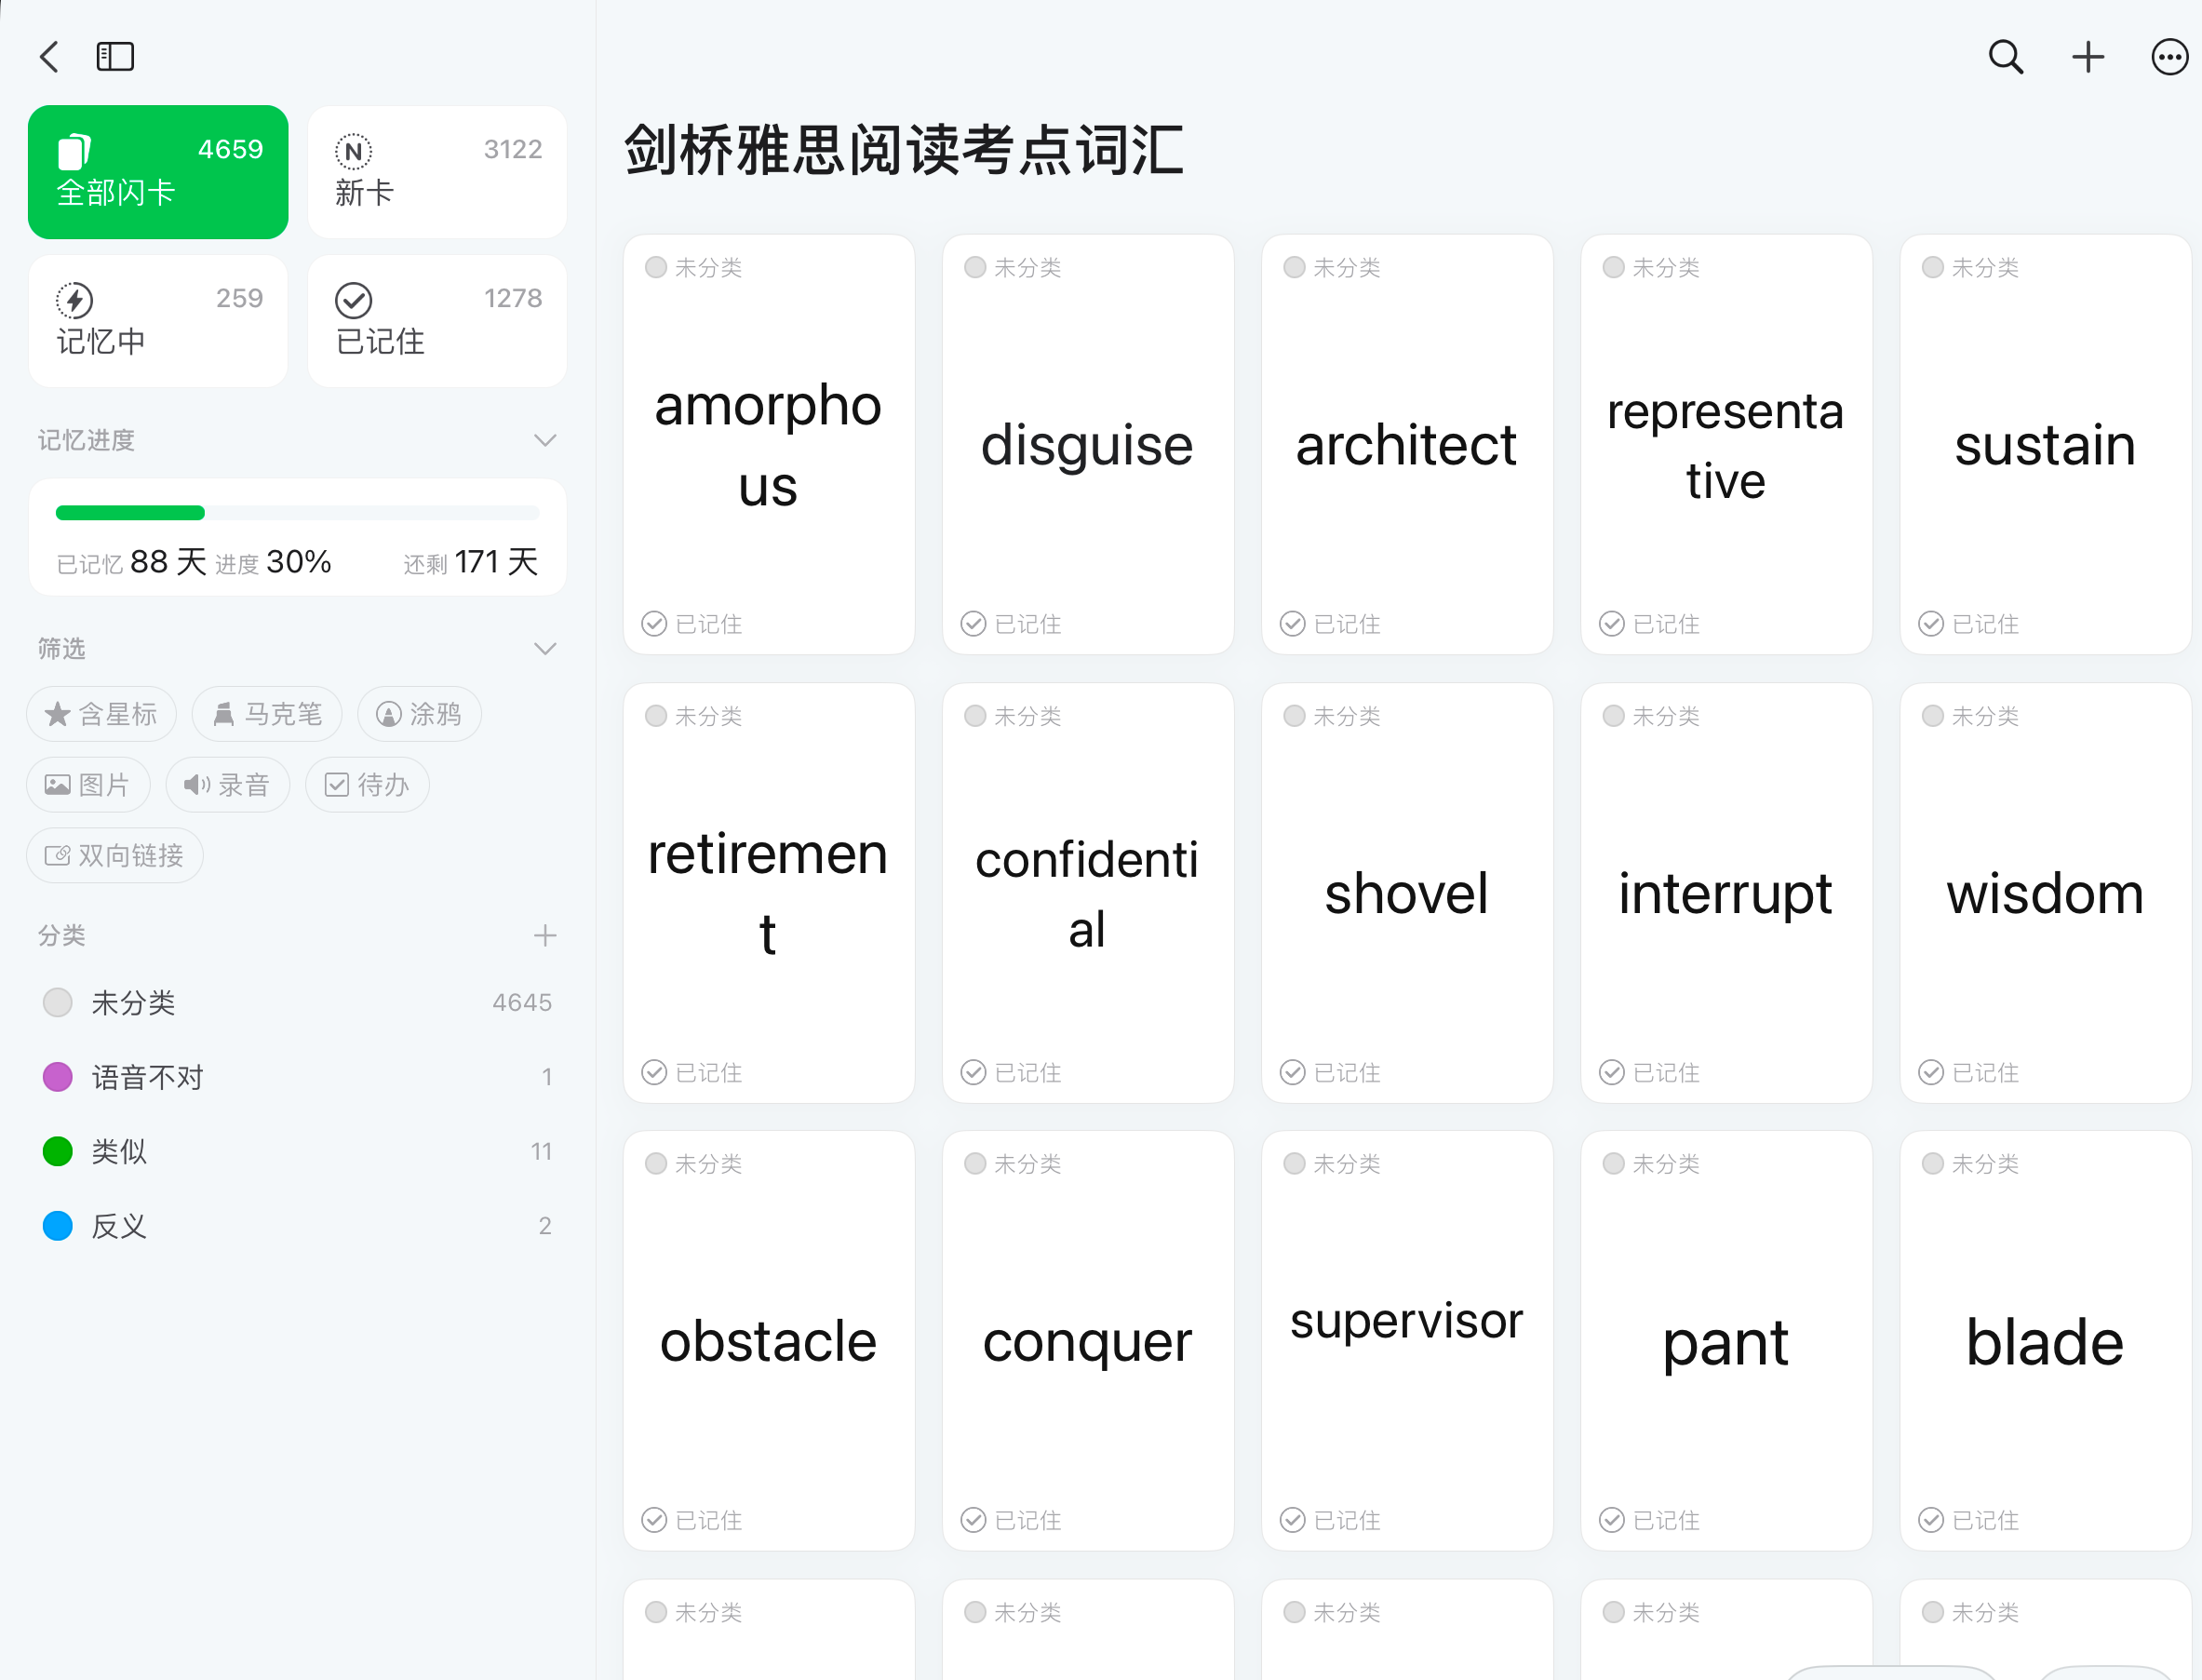 4659
全部闪卡
N
3122
新卡
259
记忆中
1278
已记住
记忆进度
已记忆 88 天 进度 30% 还剩 171 天
筛选
含星标 马克笔 涂鸦
图片 录音 待办
双向链接
分类
未分类 4645
语音不对 1
类似 11
反义 2
剑桥雅思阅读考点词汇
未分类
amorpho
us
已记住
未分类
disguise
已记住
未分类
architect
已记住
未分类
representa
tive
已记住
未分类
sustain
已记住
未分类
retiremen
t
已记住
未分类
confidenti
al
已记住
未分类
shovel
已记住
未分类
interrupt
已记住
未分类
wisdom
已记住
未分类
obstacle
已记住
未分类
conquer
已记住
未分类
supervisor
已记住
未分类
pant
已记住
未分类
blade
已记住
未分类
未分类
未分类
未分类
未分类